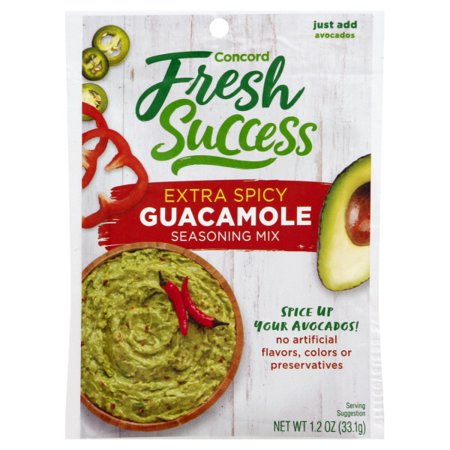 just add
avocados
Concord
Fresh
Success
EXTRA SPICY
GUACAMOLE
SEASONING MIX
SPICE UP
YOUR AVOCADOS!
no artificial
flavors, colors or
preservatives
Serving
Suggestion
NET WT 1.2 OZ (33.1g)